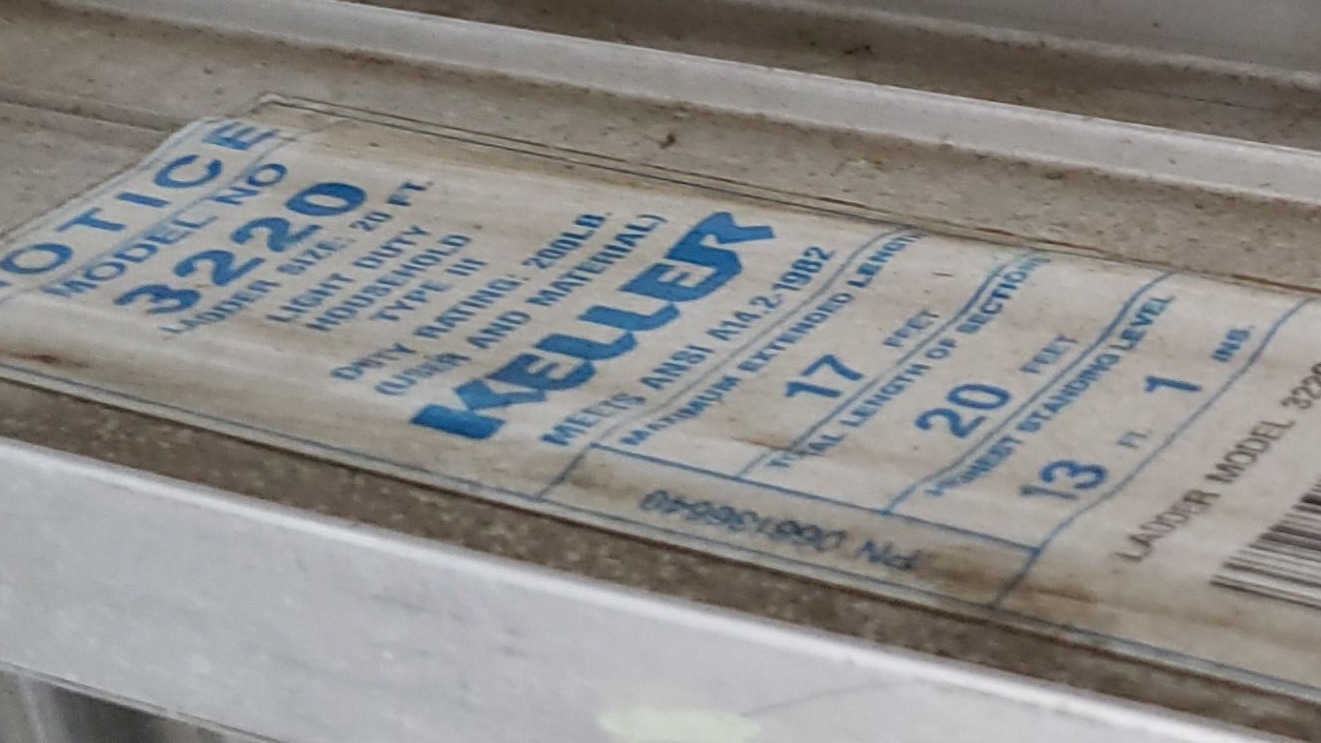 NOTICE
MODEL NO
3220
LADDER SIZE: 20 FT.
LIGHT DUTY
HOUSEHOLD
TYPE III
DUTY RATING: 200LB.
(USER AND MATERIAL)
KELLER
MEETS ANSI A14.2-1982
MAXIMUM EXTENDED LENGTH
17 FEET
TOTAL LENGTH OF SECTIONS
20 FEET
HIGHEST STANDING LEVEL
13 FT. 1 INS.
LADDER MODEL
PN